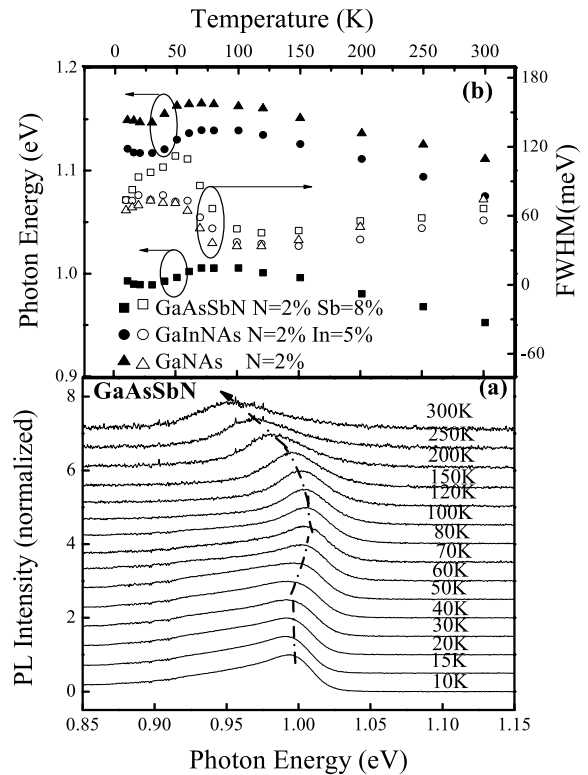 Temperature (K)
0 50 100 150 200 250 300
1.2
1.1
1.0
0.9
Photon Energy (eV)
180
120
60
0
-60
FWHM(meV)
(b)
GaAsSbN N=2% Sb=8%
GaInNAs N=2% In=5%
GaNAs N=2%
(a)
GaAsSbN
8
6
4
2
0
PL Intensity (normalized)
300K
250K
200K
150K
120K
100K
80K
70K
60K
50K
40K
30K
20K
15K
10K
0.85 0.90 0.95 1.00 1.05 1.10 1.15
Photon Energy (eV)